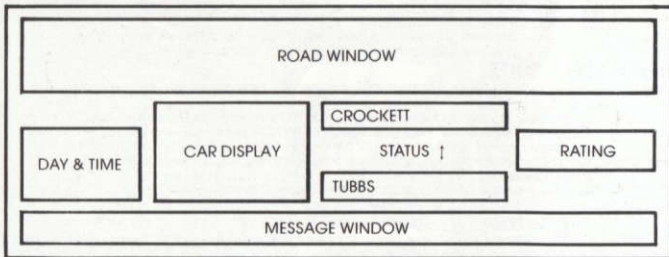 ROAD WINDOW
CROCKETT
DAY & TIME
CAR DISPLAY
STATUS ↕
RATING
TUBBS
MESSAGE WINDOW